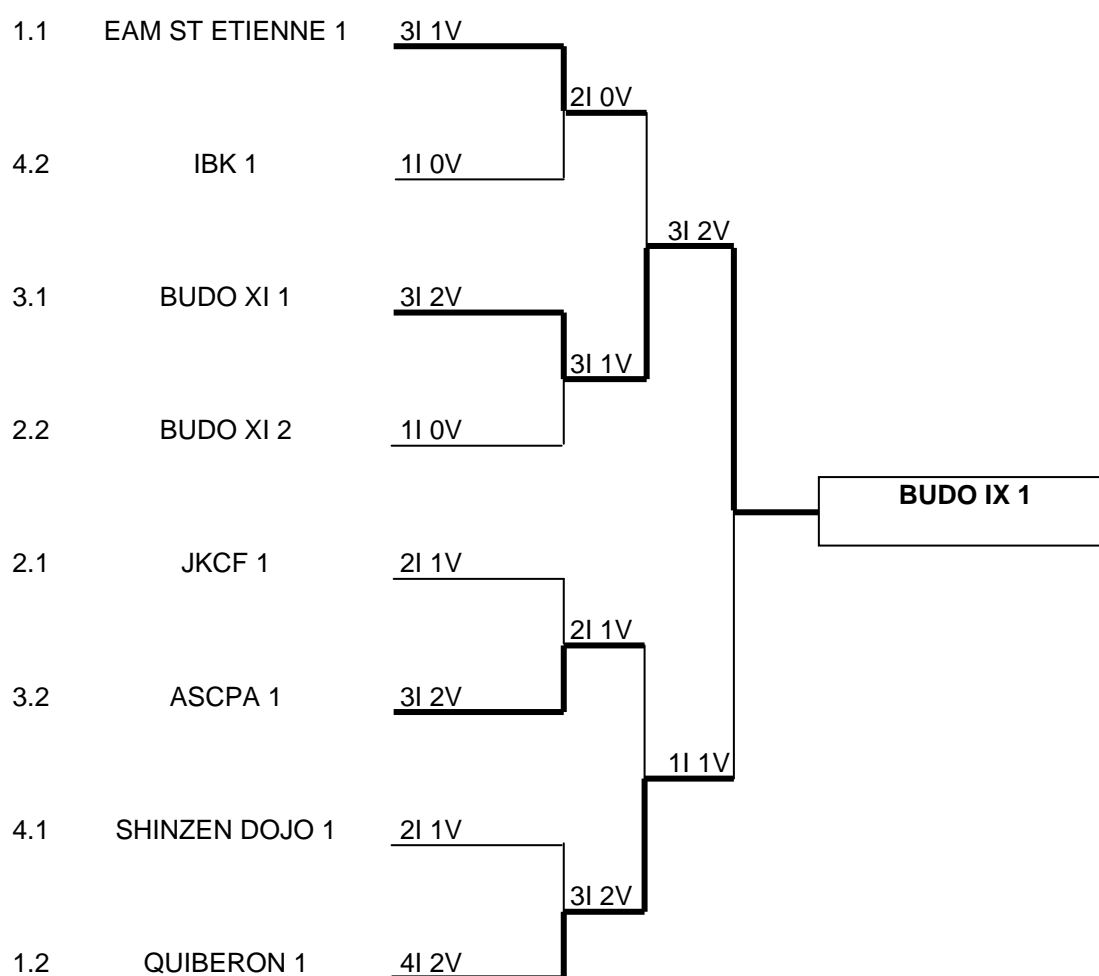 1.1 EAM ST ETIENNE 1 3I 1V
2I 0V
4.2 IBK 1 1I 0V
3I 2V
3.1 BUDO XI 1 3I 2V
3I 1V
2.2 BUDO XI 2 1I 0V
BUDO IX 1
2.1 JKCF 1 2I 1V
2I 1V
3.2 ASCPA 1 3I 2V
1I 1V
4.1 SHINZEN DOJO 1 2I 1V
3I 2V
1.2 QUIBERON 1 4I 2V